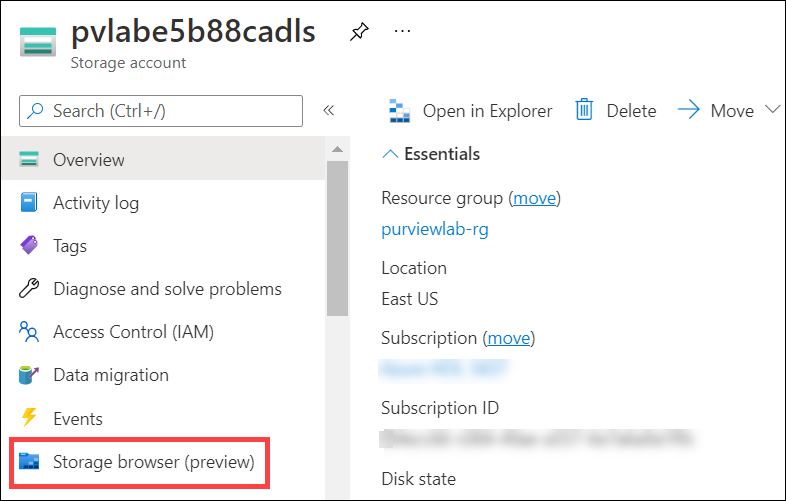 pvlabe5b88cadls
Storage account
Search (Ctrl+/)
Overview
Activity log
Tags
Diagnose and solve problems
Access Control (IAM)
Data migration
Events
Storage browser (preview)
Open in Explorer
Delete
Move
Essentials
Resource group (move)
purviewlab-rg
Location
East US
Subscription (move)
Subscription ID
Disk state